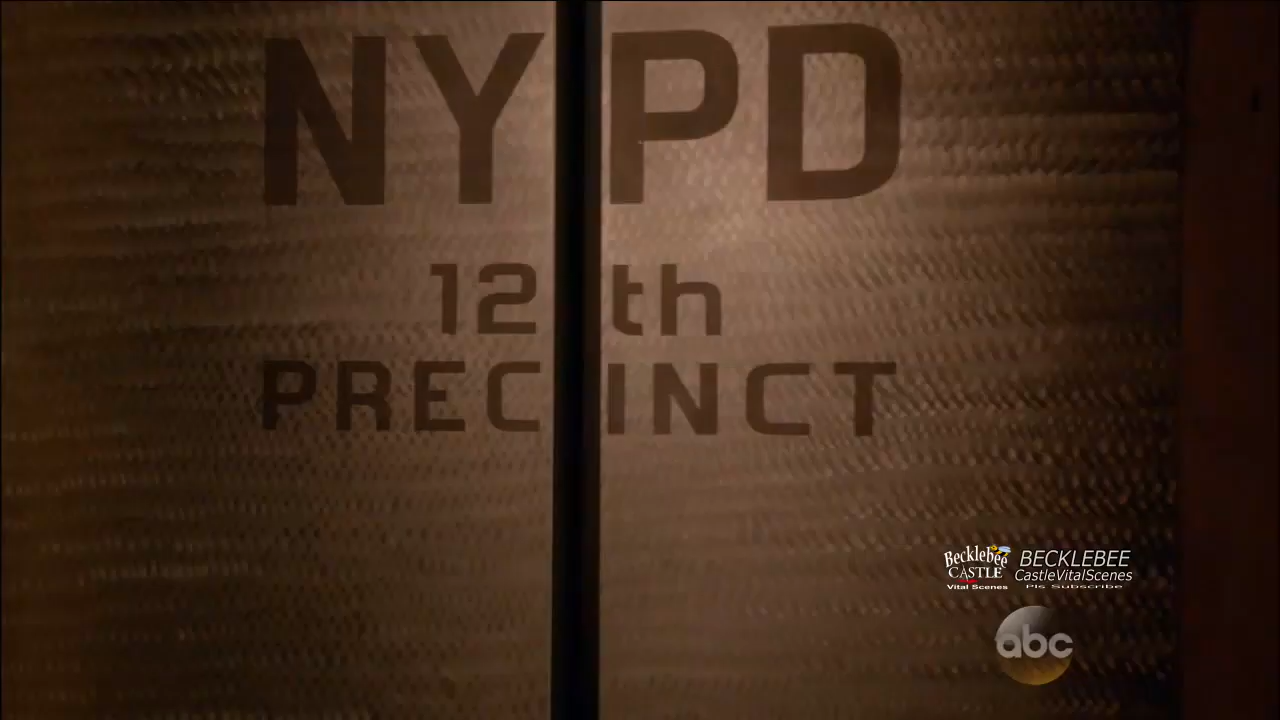 NYPD
12th
PRECINCT
Becklebee
CASTLE
Vital Scenes
BECKLEBEE
CastleVitalScenes
Pls Subscribe
abc